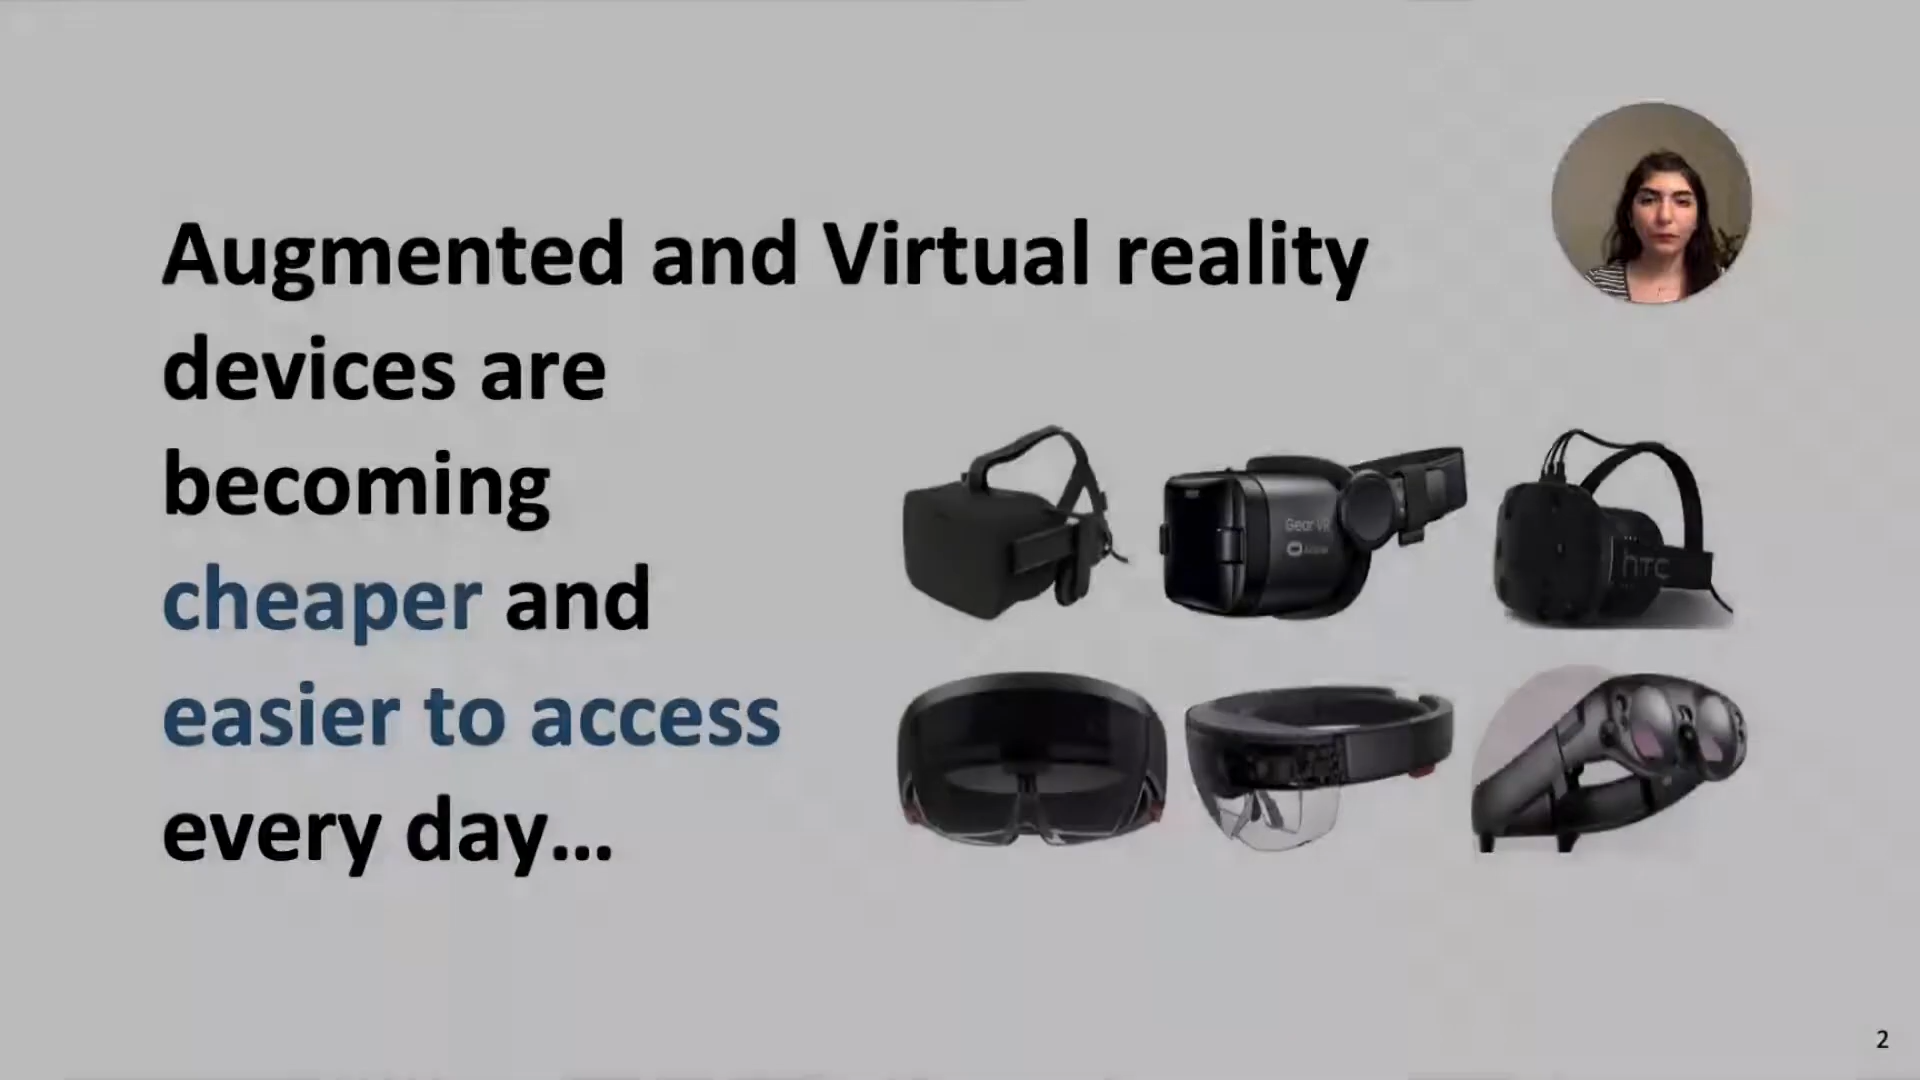 Augmented and Virtual reality
devices are
becoming
cheaper and
easier to access
every day...
Gear VR
hTC
2